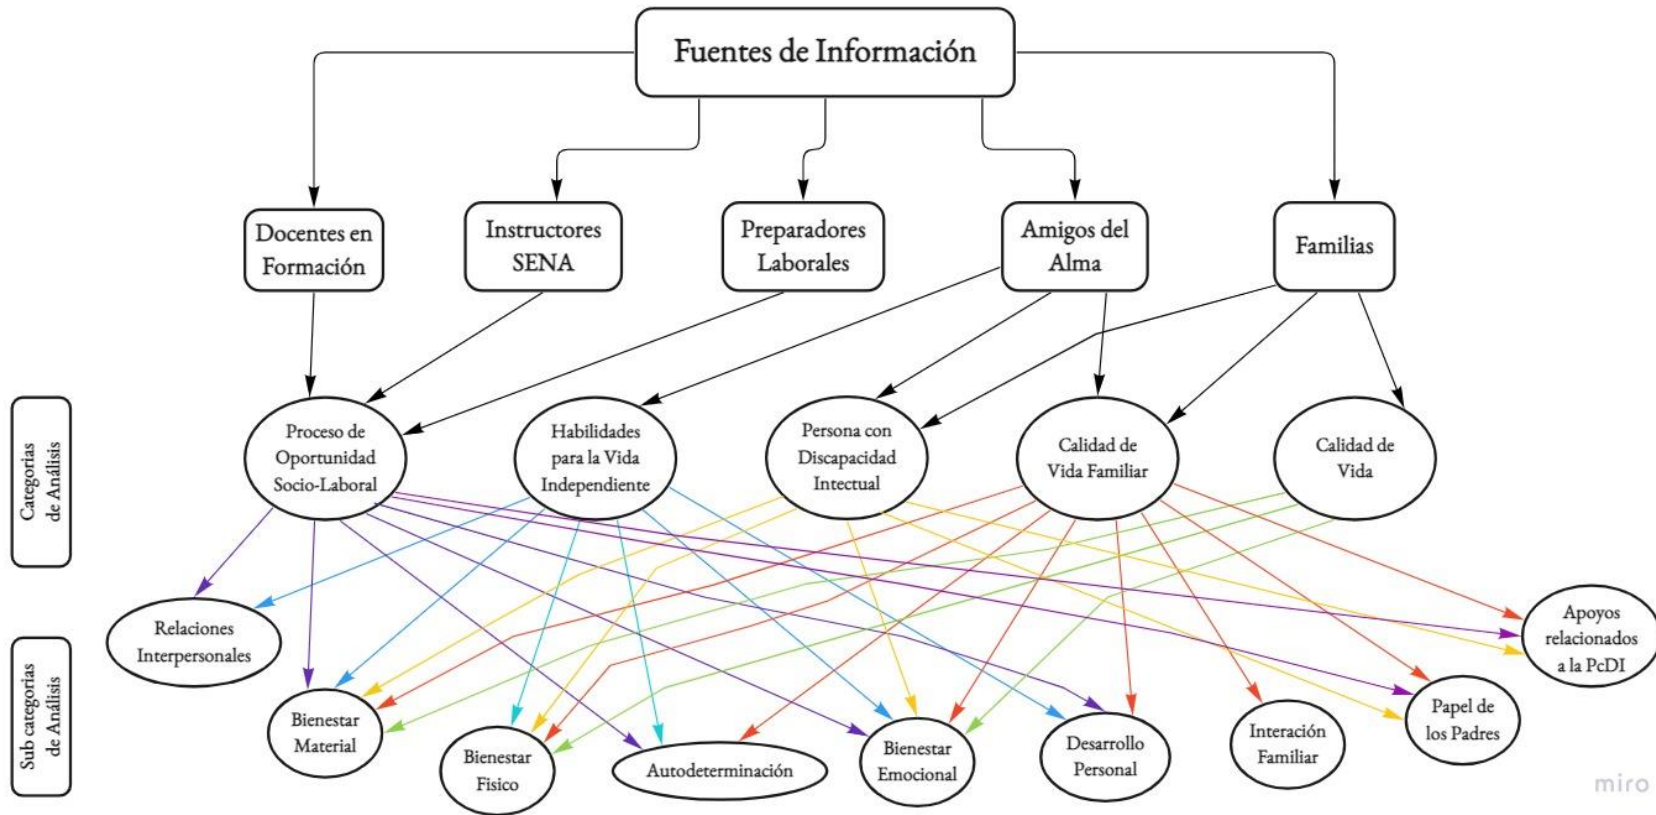 Fuentes de Información
Docentes en
Formación
Instructores
SENA
Preparadores
Laborales
Amigos del
Alma
Familias
Categorias
de Análisis
Proceso de
Oportunidad
Socio-Laboral
Habilidades
para la Vida
Independiente
Persona con
Discapacidad
Intectual
Calidad de
Vida Familiar
Calidad de
Vida
Sub categorias
de Análisis
Relaciones
Interpersonales
Bienestar
Material
Bienestar
Fisico
Autodeterminación
Bienestar
Emocional
Desarrollo
Personal
Interación
Familiar
Papel de
los Padres
Apoyos
relacionados
a la PcDI
miro